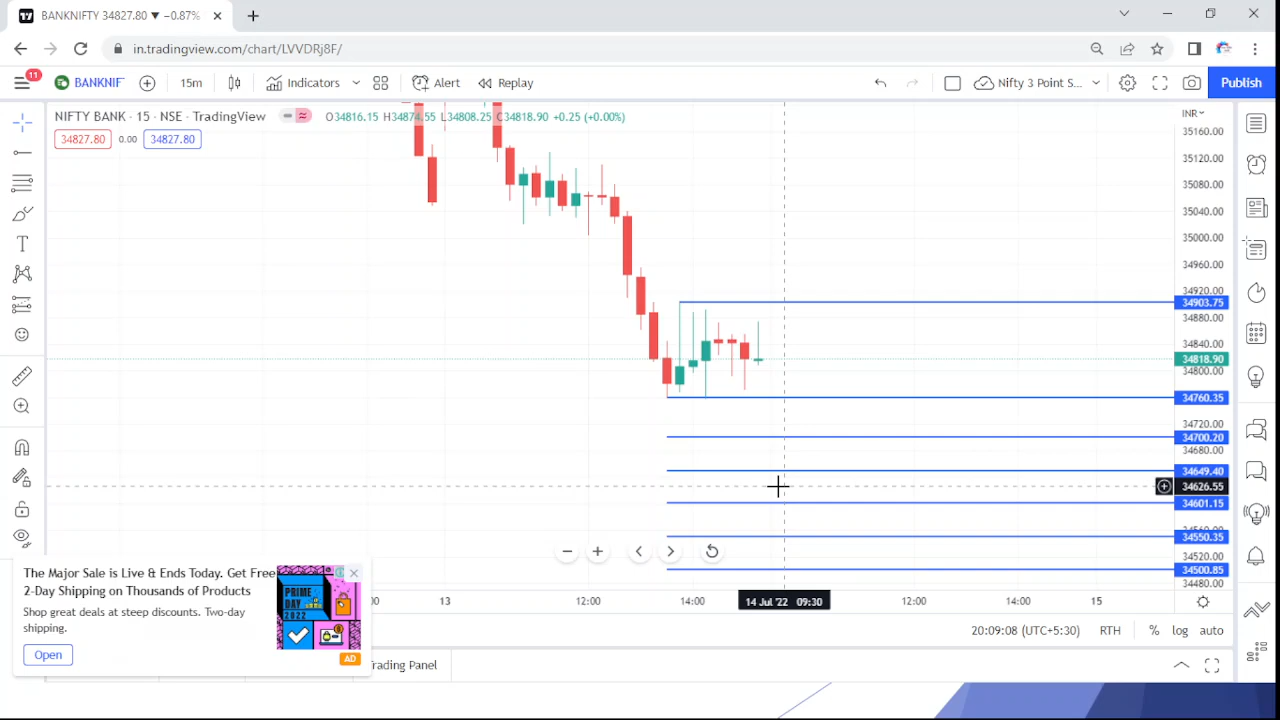 BANKNIFTY 34827.80 ▼ −0.87%
in.tradingview.com/chart/LVVDRj8F/
11
BANKNIF
15m
Indicators
Alert
Replay
Nifty 3 Point S...
Publish
NIFTY BANK · 15 · NSE · TradingView
O34816.15 H34874.55 L34808.25 C34818.90 +0.25 (+0.00%)
34827.80 0.00 34827.80
INR
35160.00
35120.00
35080.00
35040.00
35000.00
34960.00
34920.00
34903.75
34880.00
34840.00
34818.90
34800.00
34760.35
34720.00
34700.20
34680.00
34649.40
34626.55
34601.15
34560.00
34550.35
34520.00
34500.85
34480.00
The Major Sale is Live & Ends Today. Get Free
2-Day Shipping on Thousands of Products
Shop great deals at steep discounts. Two-day
shipping.
Open
PRIME
DAY
2022
AD
:00 13 12:00 14:00 14 Jul '22 09:30 12:00 14:00 15
20:09:08 (UTC+5:30) RTH % log auto
Trading Panel